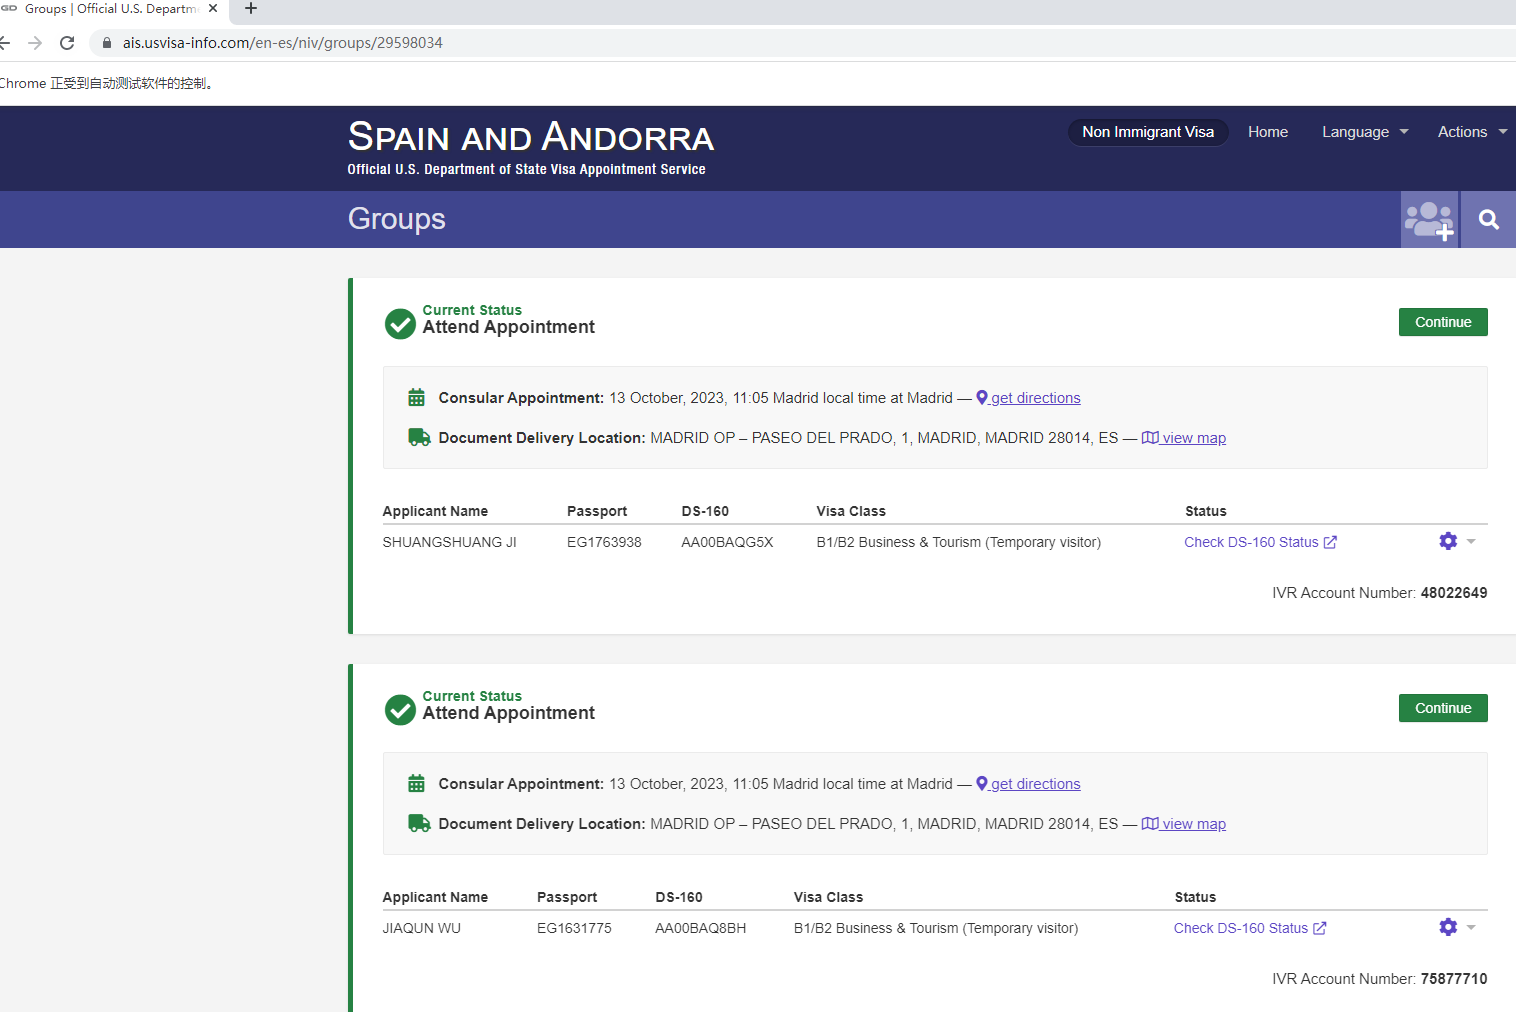 Groups | Official U.S. Departm
ais.usvisa-info.com/en-es/niv/groups/29598034
Chrome 正受到自动测试软件的控制。
SPAIN AND ANDORRA
Official U.S. Department of State Visa Appointment Service
Non Immigrant Visa Home Language Actions
Groups
Current Status
Attend Appointment
Continue
Consular Appointment: 13 October, 2023, 11:05 Madrid local time at Madrid — get directions
Document Delivery Location: MADRID OP – PASEO DEL PRADO, 1, MADRID, MADRID 28014, ES — view map
Applicant Name Passport DS-160 Visa Class Status
SHUANGSHUANG JI EG1763938 AA00BAQG5X B1/B2 Business & Tourism (Temporary visitor) Check DS-160 Status
IVR Account Number: 48022649
Current Status
Attend Appointment
Continue
Consular Appointment: 13 October, 2023, 11:05 Madrid local time at Madrid — get directions
Document Delivery Location: MADRID OP – PASEO DEL PRADO, 1, MADRID, MADRID 28014, ES — view map
Applicant Name Passport DS-160 Visa Class Status
JIAQUN WU EG1631775 AA00BAQ8BH B1/B2 Business & Tourism (Temporary visitor) Check DS-160 Status
IVR Account Number: 75877710